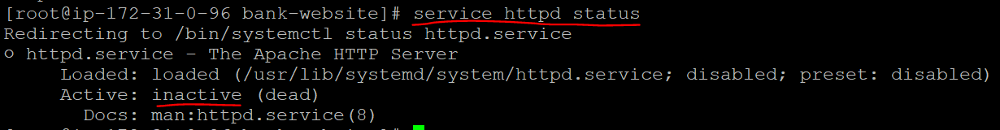 [root@ip-172-31-0-96 bank-website]# service httpd status
Redirecting to /bin/systemctl status httpd.service
○ httpd.service - The Apache HTTP Server
Loaded: loaded (/usr/lib/systemd/system/httpd.service; disabled; preset: disabled)
Active: inactive (dead)
Docs: man:httpd.service(8)